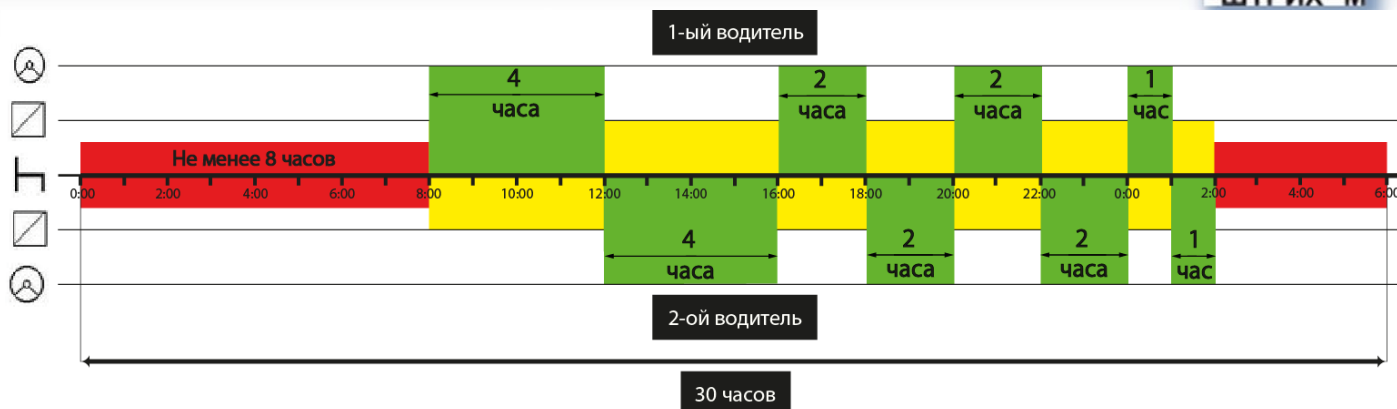 ШТРИХ-М
1-ый водитель
4
часа
2
часа
2
часа
1
час
Не менее 8 часов
0:00 2:00 4:00 6:00 8:00 10:00 12:00 14:00 16:00 18:00 20:00 22:00 0:00 2:00 4:00 6:00
4
часа
2
часа
2
часа
1
час
2-ой водитель
30 часов